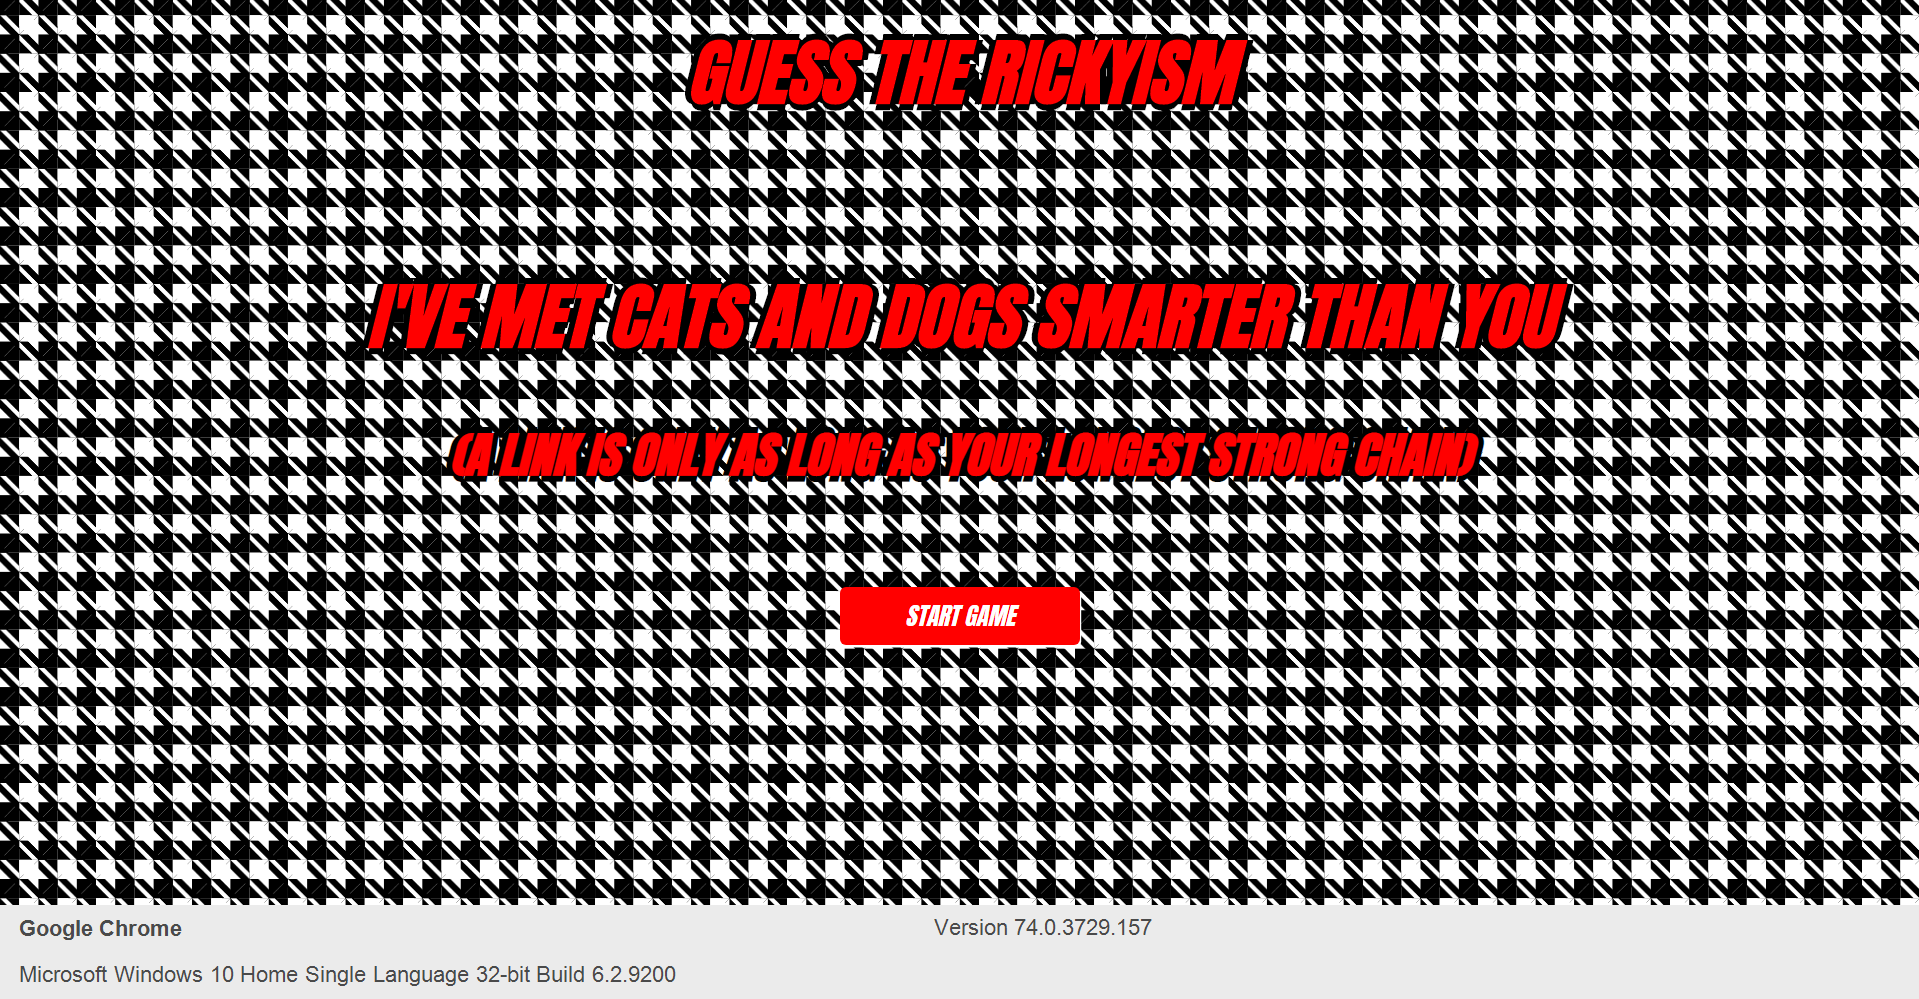 GUESS THE RICKYISM
I'VE MET CATS AND DOGS SMARTER THAN YOU
(A LINK IS ONLY AS LONG AS YOUR LONGEST STRONG CHAIN)
START GAME
Google Chrome
Version 74.0.3729.157
Microsoft Windows 10 Home Single Language 32-bit Build 6.2.9200